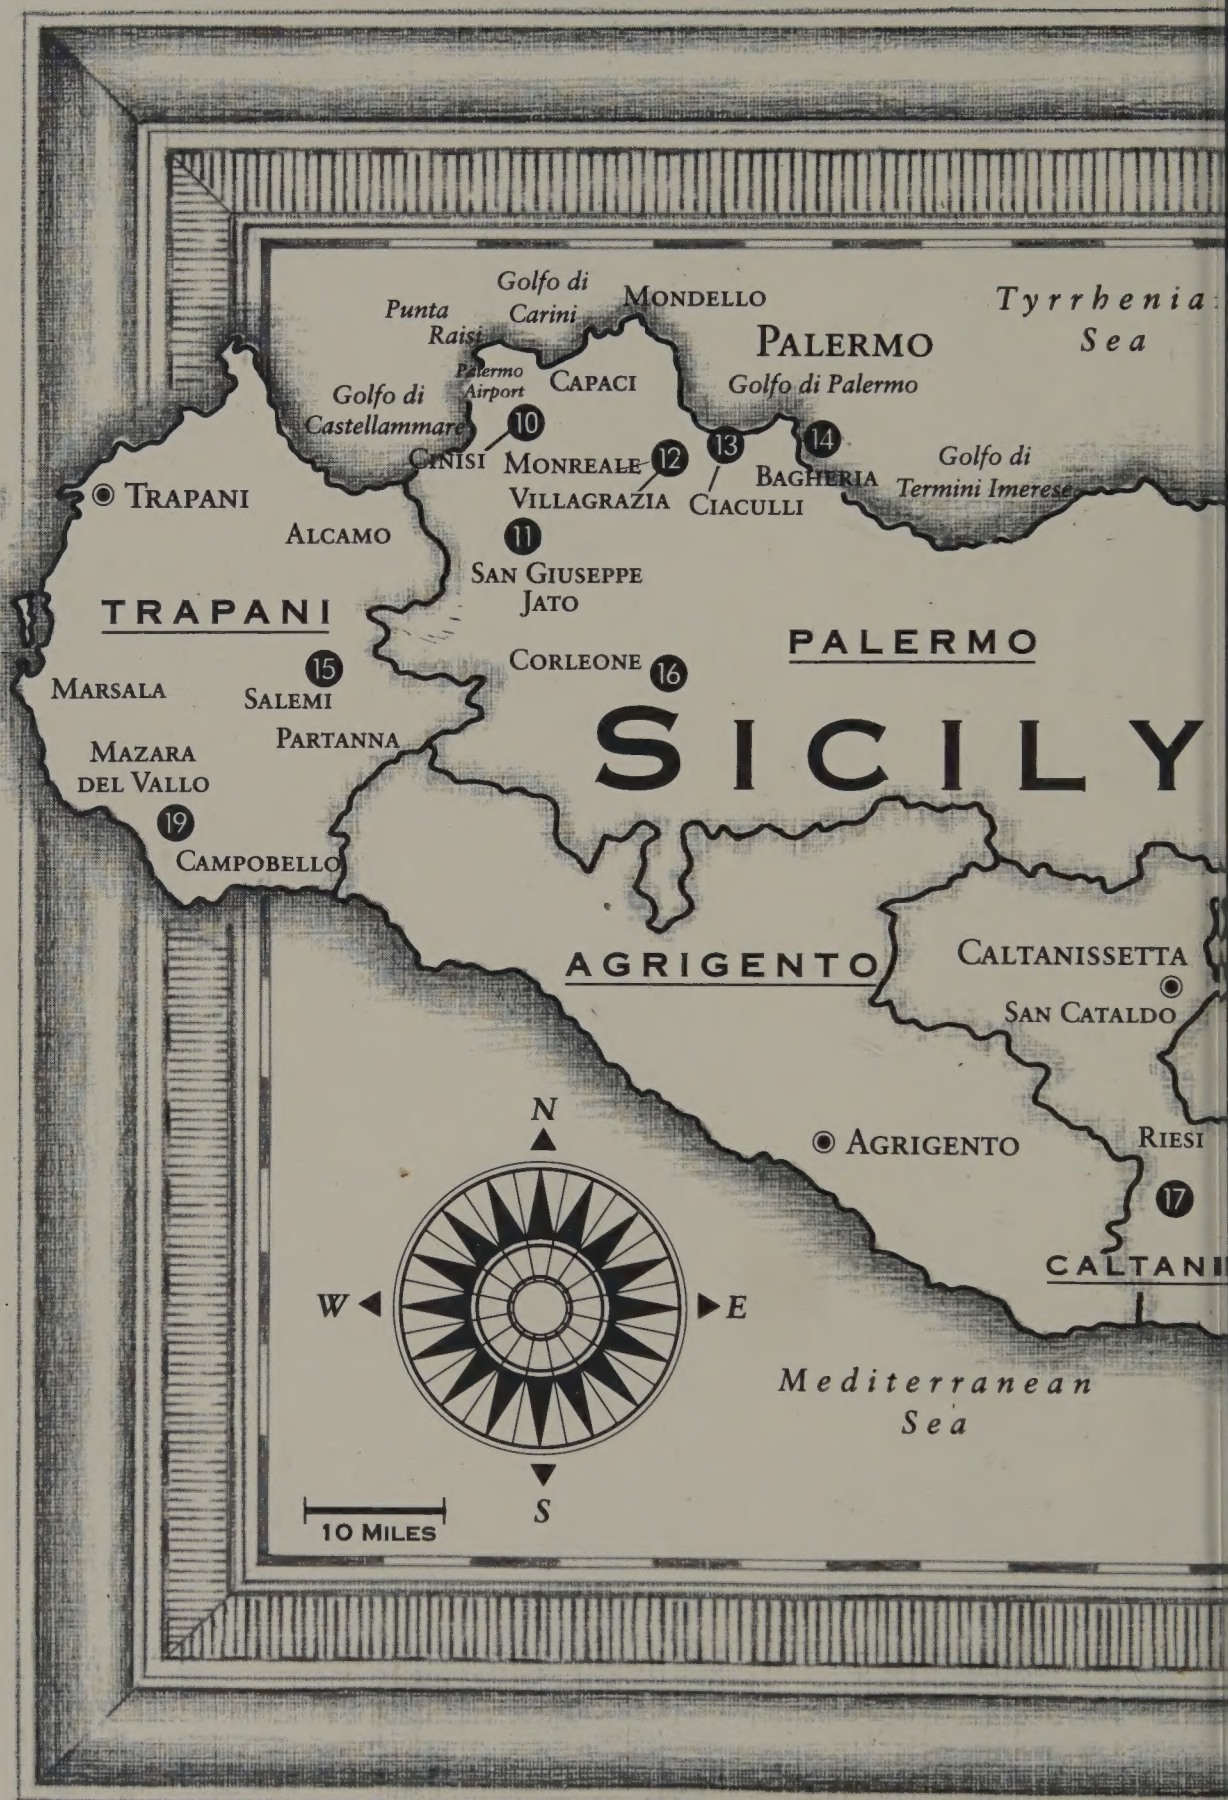 Golfo di
Carini
Punta
Raisi
MONDELLO
Tyrrhenia
Sea
PALERMO
Golfo di Palermo
Palermo
Airport
CAPACI
Golfo di
Castellammare
10
CINISI
MONREALE
12
VILLAGRAZIA
13
CIACULLI
14
BAGHERIA
Golfo di
Termini Imerese
TRAPANI
ALCAMO
11
SAN GIUSEPPE
JATO
TRAPANI
PALERMO
15
SALEMI
CORLEONE
16
MARSALA
PARTANNA
SICILY
MAZARA
DEL VALLO
19
CAMPOBELLO
AGRIGENTO
CALTANISSETTA
SAN CATALDO
AGRIGENTO
RIESI
17
CALTANI
N
W
E
S
Mediterranean
Sea
10 MILES